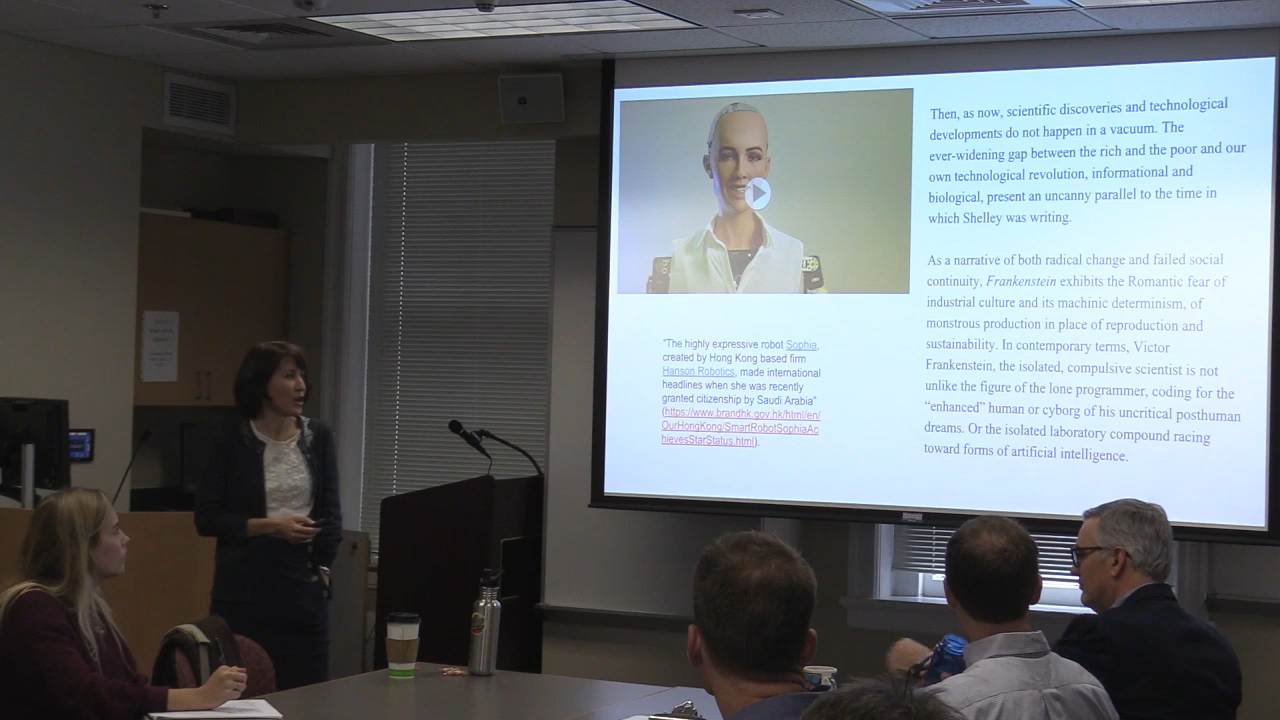 Then, as now, scientific discoveries and technological
developments do not happen in a vacuum. The
ever-widening gap between the rich and the poor and our
own technological revolution, informational and
biological, present an uncanny parallel to the time in
which Shelley was writing.
As a narrative of both radical change and failed social
continuity, Frankenstein exhibits the Romantic fear of
industrial culture and its machinic determinism, of
monstrous production in place of reproduction and
sustainability. In contemporary terms, Victor
Frankenstein, the isolated, compulsive scientist is not
unlike the figure of the lone programmer, coding for the
“enhanced” human or cyborg of his uncritical posthuman
dreams. Or the isolated laboratory compound racing
toward forms of artificial intelligence.
"The highly expressive robot Sophia,
created by Hong Kong based firm
Hanson Robotics, made international
headlines when she was recently
granted citizenship by Saudi Arabia"
(https://www.brandhk.gov.hk/html/en/
OurHongKong/SmartRobotSophiaAc
hievesStarStatus.html).